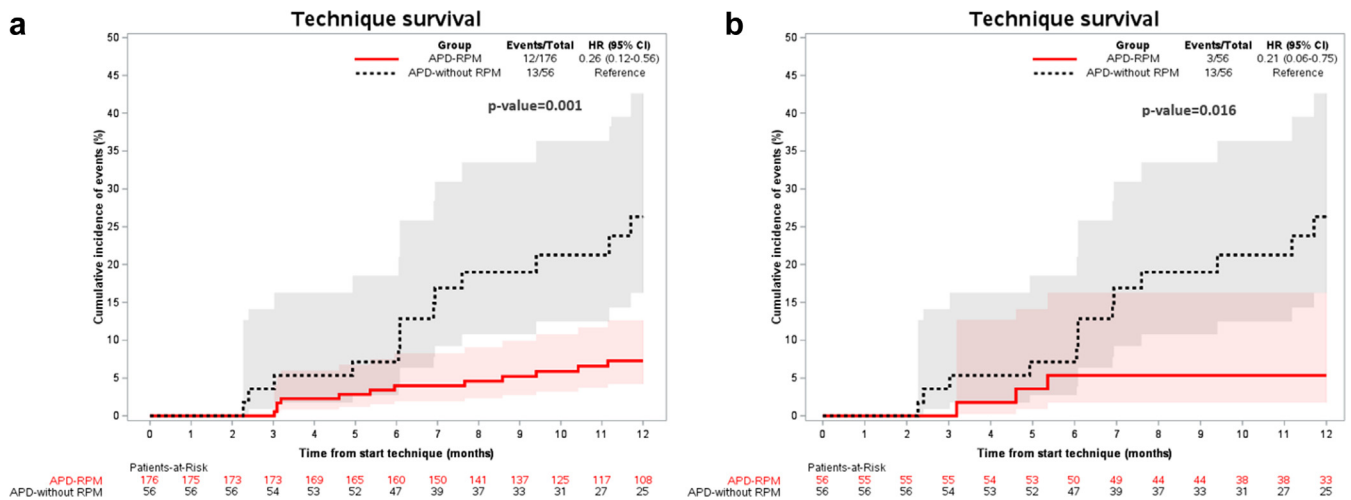 a
Technique survival
Group Events/Total HR (95% CI)
APD-RPM 12/176 0.26 (0.12-0.56)
APD-without RPM 13/56 Reference
p-value=0.001
Cumulative incidence of events (%)
50
45
40
35
30
25
20
15
10
5
0
0 1 2 3 4 5 6 7 8 9 10 11 12
Time from start technique (months)
Patients-at-Risk
APD-RPM 176 175 173 173 169 165 160 150 141 137 125 117 108
APD-without RPM 56 56 56 54 53 52 47 39 37 33 31 27 25
b
Technique survival
Group Events/Total HR (95% CI)
APD-RPM 3/56 0.21 (0.06-0.75)
APD-without RPM 13/56 Reference
p-value=0.016
Cumulative incidence of events (%)
50
45
40
35
30
25
20
15
10
5
0
0 1 2 3 4 5 6 7 8 9 10 11 12
Time from start technique (months)
Patients-at-Risk
APD-RPM 56 55 55 55 54 53 50 49 44 44 38 38 33
APD-without RPM 56 56 56 54 53 52 47 39 37 33 31 27 25